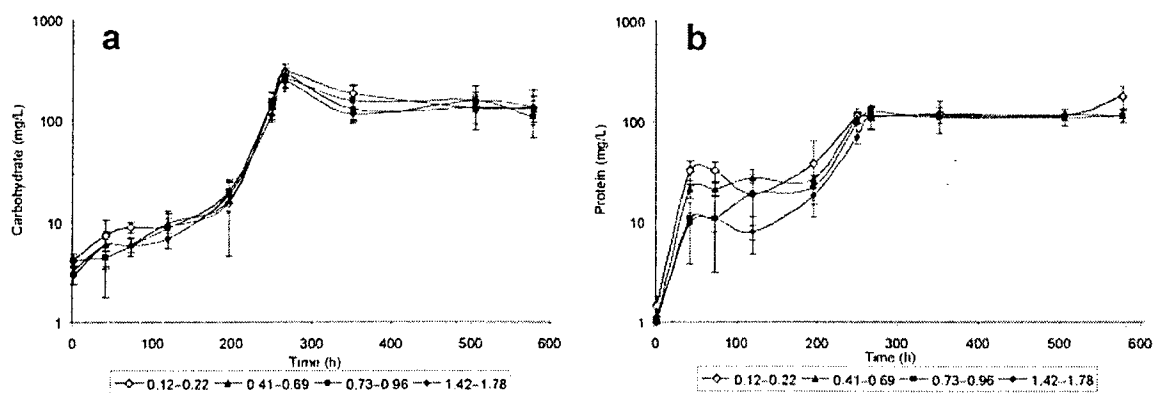 a
1000
100
10
1
Carbohydrate (mg/L)
0 100 200 300 400 500 600
Time (h)
0.12–0.22 0.41–0.69 0.73–0.96 1.42–1.78
b
1000
100
10
1
Protein (mg/L)
0 100 200 300 400 500 600
Time (h)
0.12–0.22 0.41–0.69 0.73–0.96 1.42–1.78